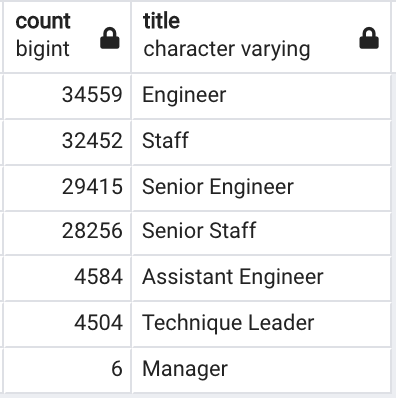 count title
bigint character varying
34559 Engineer
32452 Staff
29415 Senior Engineer
28256 Senior Staff
4584 Assistant Engineer
4504 Technique Leader
6 Manager